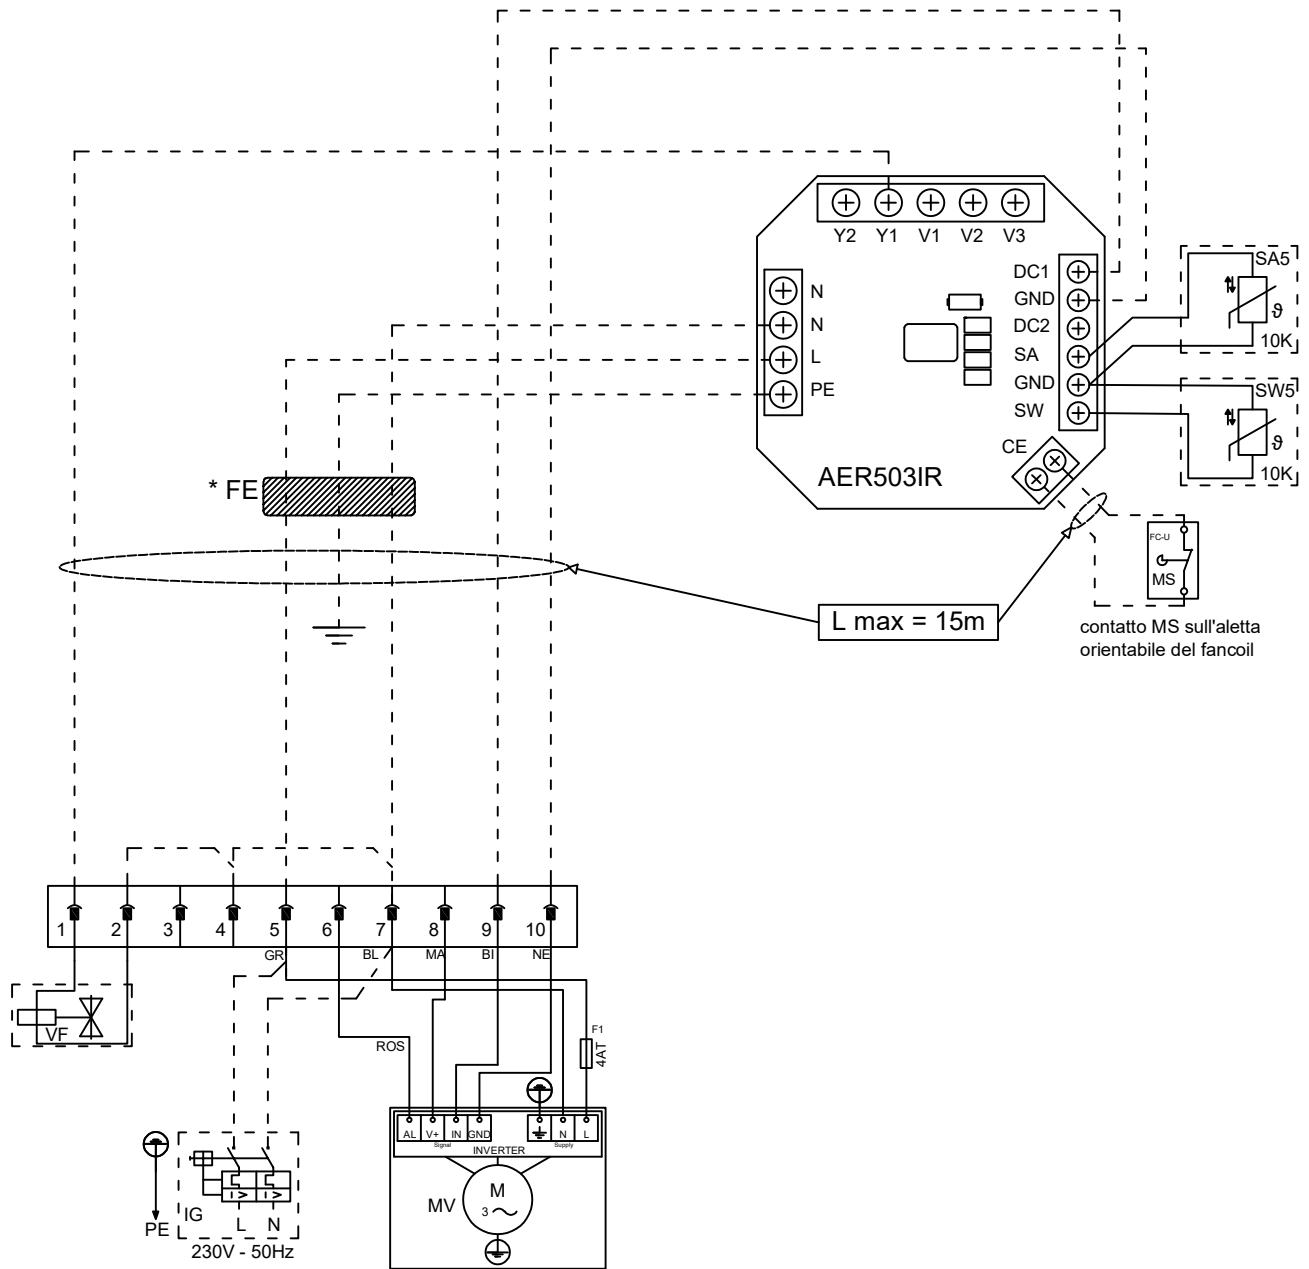 Y2 Y1 V1 V2 V3
N
N
L
PE
DC1
GND
DC2
SA
GND
SW
CE
AER503IR
SA5
ϑ
10K
SW5
ϑ
10K
* FE
FC-U
MS
L max = 15m
contatto MS sull'aletta
orientabile del fancoil
1 2 3 4 5 6 7 8 9 10
GR BL MA BI NE
VF
ROS
F1
4AT
AL V+ IN GND N L
Signal Supply
INVERTER
MV
M
3
PE
IG
I > I >
L N
230V - 50Hz